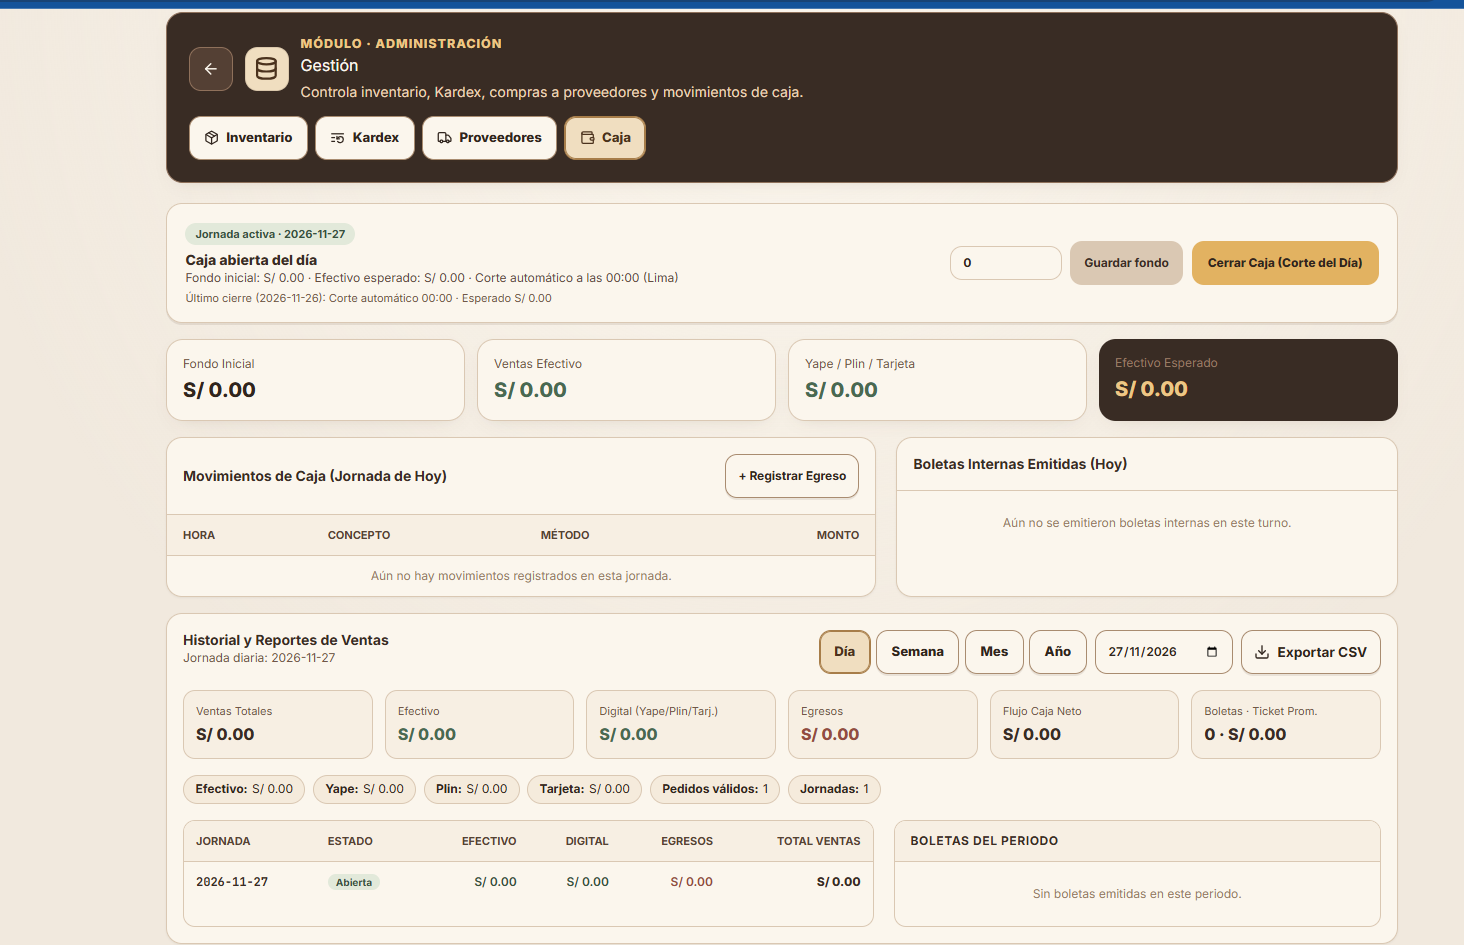 MÓDULO · ADMINISTRACIÓN
Gestión
Controla inventario, Kardex, compras a proveedores y movimientos de caja.
Inventario
Kardex
Proveedores
Caja
Jornada activa · 2026-11-27
Caja abierta del día
Fondo inicial: S/ 0.00 · Efectivo esperado: S/ 0.00 · Corte automático a las 00:00 (Lima)
Último cierre (2026-11-26): Corte automático 00:00 · Esperado S/ 0.00
0
Guardar fondo
Cerrar Caja (Corte del Día)
Fondo Inicial
S/ 0.00
Ventas Efectivo
S/ 0.00
Yape / Plin / Tarjeta
S/ 0.00
Efectivo Esperado
S/ 0.00
Movimientos de Caja (Jornada de Hoy)
+ Registrar Egreso
HORA CONCEPTO MÉTODO MONTO
Aún no hay movimientos registrados en esta jornada.
Boletas Internas Emitidas (Hoy)
Aún no se emitieron boletas internas en este turno.
Historial y Reportes de Ventas
Jornada diaria: 2026-11-27
Día
Semana
Mes
Año
27/11/2026
Exportar CSV
Ventas Totales
S/ 0.00
Efectivo
S/ 0.00
Digital (Yape/Plin/Tarj.)
S/ 0.00
Egresos
S/ 0.00
Flujo Caja Neto
S/ 0.00
Boletas · Ticket Prom.
0 · S/ 0.00
Efectivo: S/ 0.00
Yape: S/ 0.00
Plin: S/ 0.00
Tarjeta: S/ 0.00
Pedidos válidos: 1
Jornadas: 1
JORNADA ESTADO EFECTIVO DIGITAL EGRESOS TOTAL VENTAS
2026-11-27 Abierta S/ 0.00 S/ 0.00 S/ 0.00 S/ 0.00
BOLETAS DEL PERIODO
Sin boletas emitidas en este periodo.